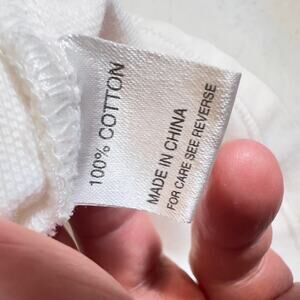 100% COTTON
MADE IN CHINA
FOR CARE SEE REVERSE